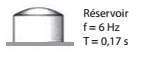 Réservoir
f = 6 Hz
T = 0,17 s